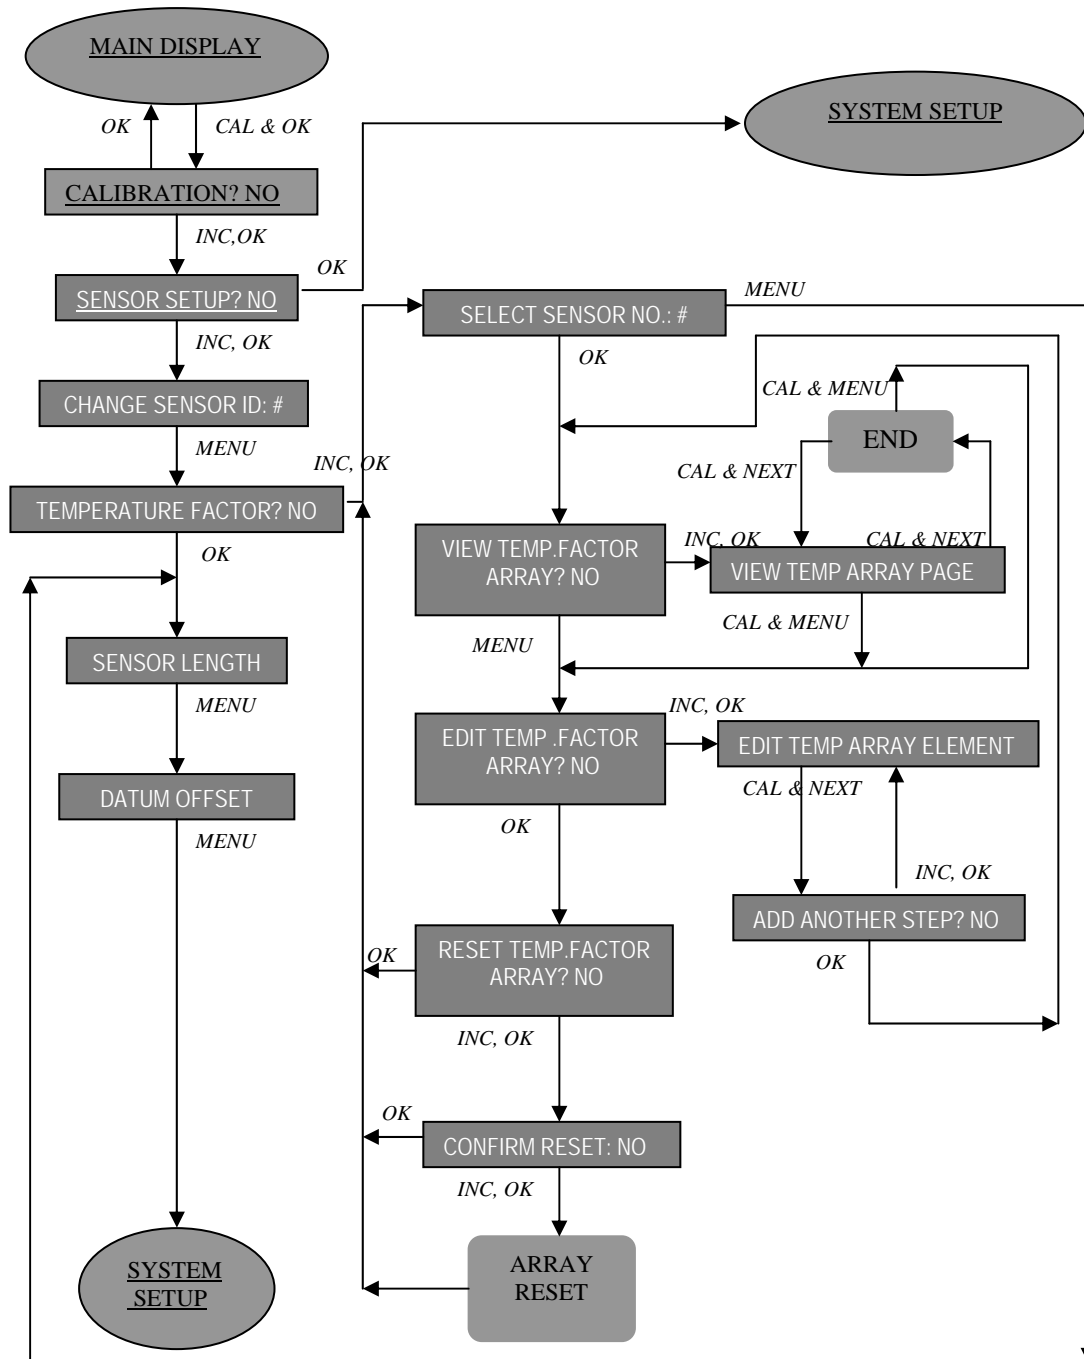 MAIN DISPLAY
SYSTEM SETUP
OK
CAL & OK
CALIBRATION? NO
INC,OK
SENSOR SETUP? NO
OK
INC, OK
SELECT SENSOR NO.: #
MENU
OK
CHANGE SENSOR ID: #
MENU
CAL & MENU
END
INC, OK
CAL & NEXT
TEMPERATURE FACTOR? NO
OK
VIEW TEMP.FACTOR
ARRAY? NO
INC, OK
CAL & NEXT
VIEW TEMP ARRAY PAGE
CAL & MENU
MENU
SENSOR LENGTH
MENU
EDIT TEMP .FACTOR
ARRAY? NO
INC, OK
EDIT TEMP ARRAY ELEMENT
DATUM OFFSET
MENU
OK
CAL & NEXT
INC, OK
ADD ANOTHER STEP? NO
OK
RESET TEMP.FACTOR
ARRAY? NO
OK
INC, OK
OK
CONFIRM RESET: NO
INC, OK
ARRAY
RESET
SYSTEM
SETUP